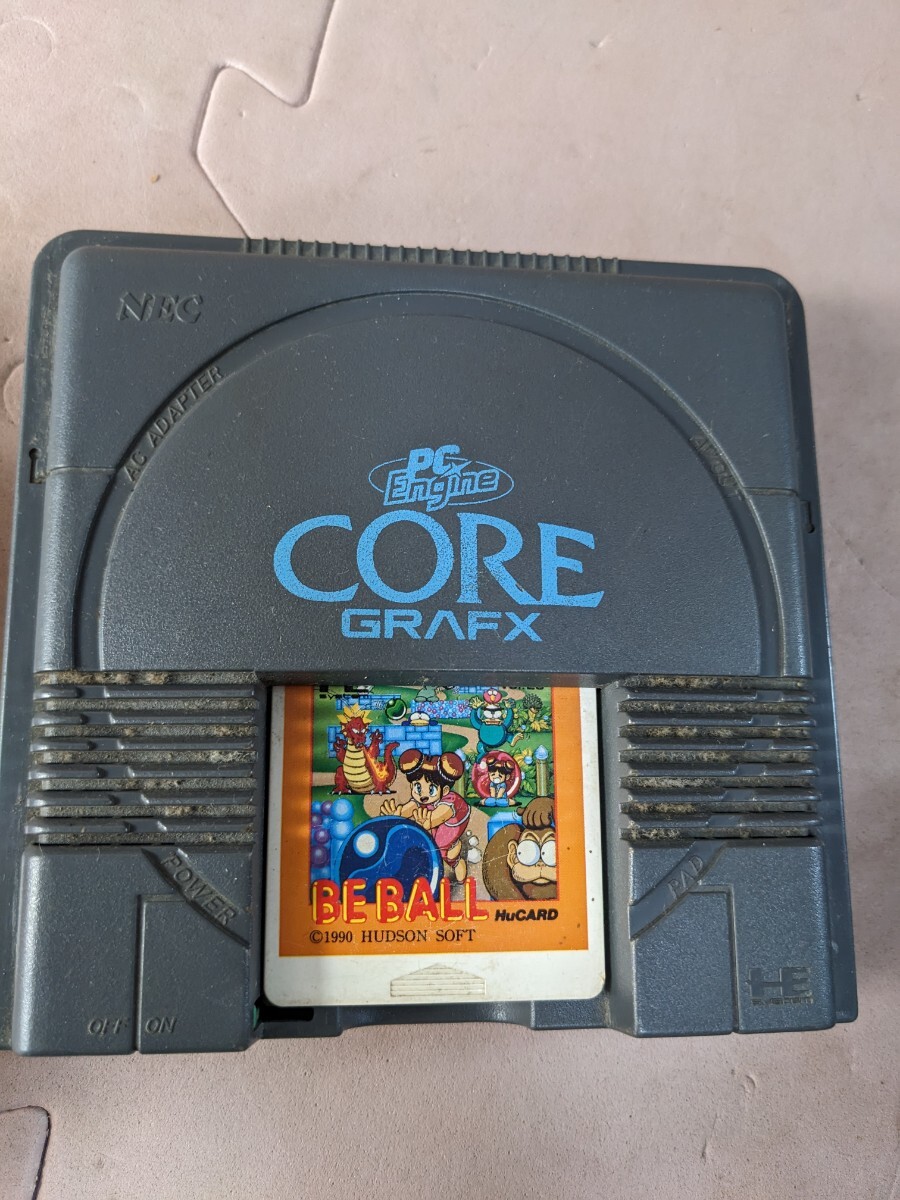 NEC
AC ADAPTER
PC
Engine
CORE
GRAFX
BE BALL
HuCARD
©1990 HUDSON SOFT
POWER
PAD
OFF
ON
HE